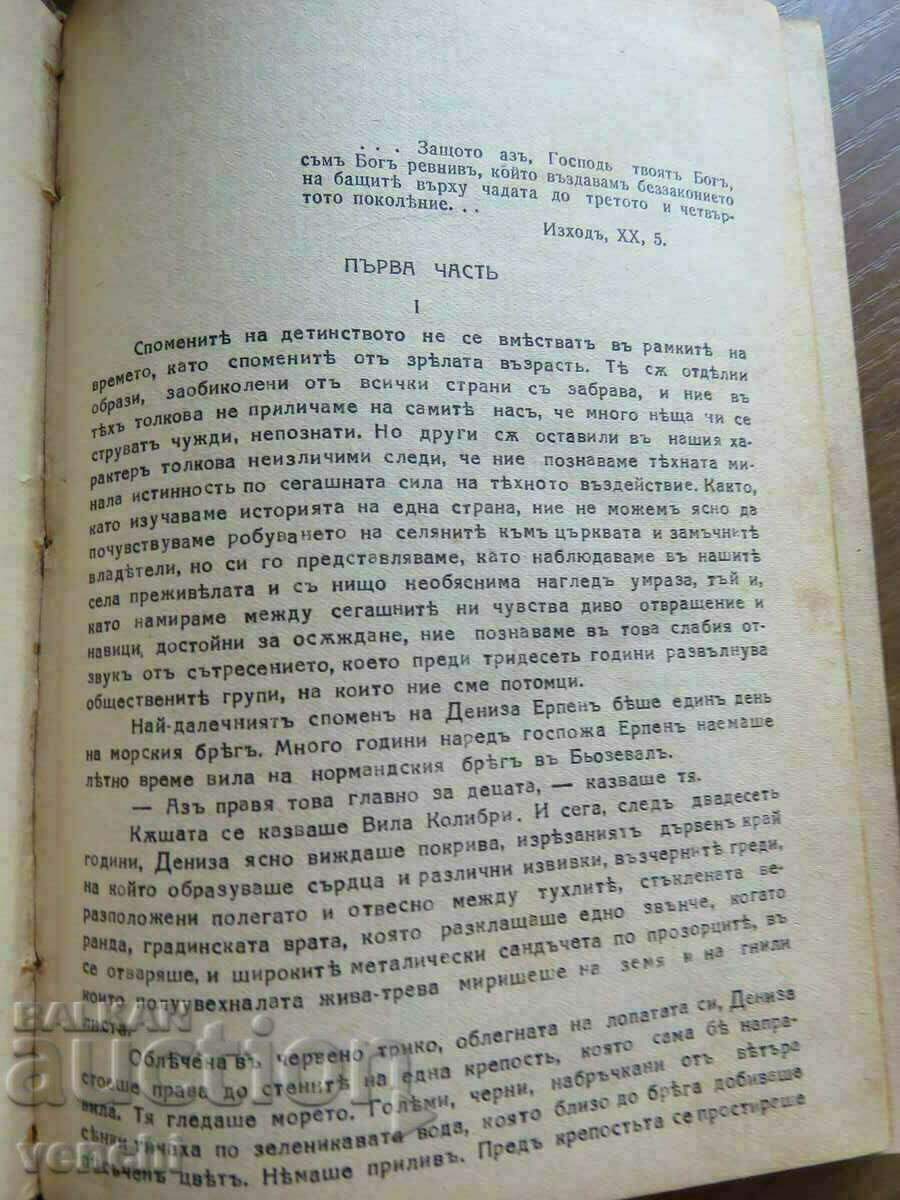 . . . Защото азъ, Господь твоятъ Богъ,
съмъ Богъ ревнивъ, който въздавамъ беззаконието
на бащитѣ върху чадата до третото и четвър-
тото поколѣние. . .
Изходъ, XX, 5.
ПЪРВА ЧАСТЬ
I
Споменитѣ на детинството не се вмѣстватъ въ рамкитѣ на
времето, като споменитѣ отъ зрѣлата възрасть. Тѣ сѫ отдѣлни
образи, заобиколени отъ всички страни съ забрава, и ние въ
тѣхъ толкова не приличаме на самитѣ насъ, че много нѣща чи се
струватъ чужди, непознати. Но други сѫ оставили въ нашия ха-
рактеръ толкова неизличими следи, че ние познаваме тѣхната ми-
нала истинность по сегашната сила на тѣхното въздействие. Както,
като изучаваме историята на една страна, ние не можемъ ясно да
почувствуваме робуването на селянитѣ къмъ църквата и замъчнитѣ
владѣтели, но си го представляваме, като наблюдаваме въ нашитѣ
села преживѣлата и съ нищо необяснима нагледъ умраза, тъй и,
като намираме между сегашнитѣ ни чувства диво отвращение и
навици, достойни за осѫждане, ние познаваме въ това слабия от-
звукъ отъ сътресението, което преди тридесеть години развълнува
общественитѣ групи, на които ние сме потомци.
Най-далечниятъ споменъ на Дениза Ерпенъ бѣше единъ день
на морския брѣгъ. Много години наредъ госпожа Ерпенъ наемаше
лѣтно време вила на нормандския брѣгъ въ Бьозевалъ.
— Азъ правя това главно за децата, — казваше тя.
Кѫщата се казваше Вила Колибри. И сега, следъ двадесеть
години, Дениза ясно виждаше покрива, изрѣзаниятъ дървенъ край
на който образуваше сърдца и различни извивки, възчернитѣ греди,
разположени полегато и отвесно между тухлитѣ, стъклената ве-
ранда, градинската врата, която разклащаше едно звънче, когато
се отваряше, и широкитѣ металически сандъчета по прозорцитѣ, въ
които полуувехналата жива-трева миришеше на земя и на гнили
листа.
Облѣчена въ червено трико, облегната на лопатата си, Дениза
стоеше права до стенитѣ на една крепость, която сама бѣ напра-
вила. Тя гледаше морето. Голѣми, черни, набръчкани отъ вѣтъра
сѣнки тичаха по зеленикавата вода, която близо до брѣга добиваше
пѣсъченъ цвѣтъ. Нѣмаше приливъ. Предъ крепостьта се простираше
BALKAN
auction
vencili